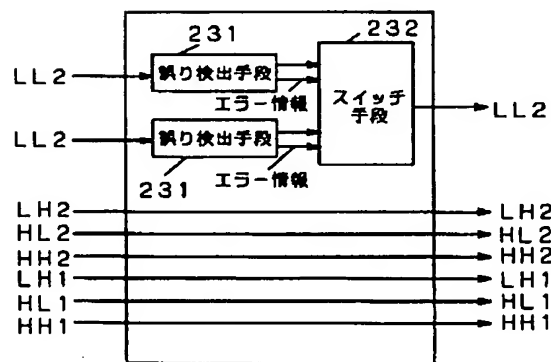 231
232
LL2
誤り検出手段
エラー情報
スイッチ
手段
LL2
LL2
誤り検出手段
エラー情報
231
LH2
LH2
HL2
HL2
HH2
HH2
LH1
LH1
HL1
HL1
HH1
HH1